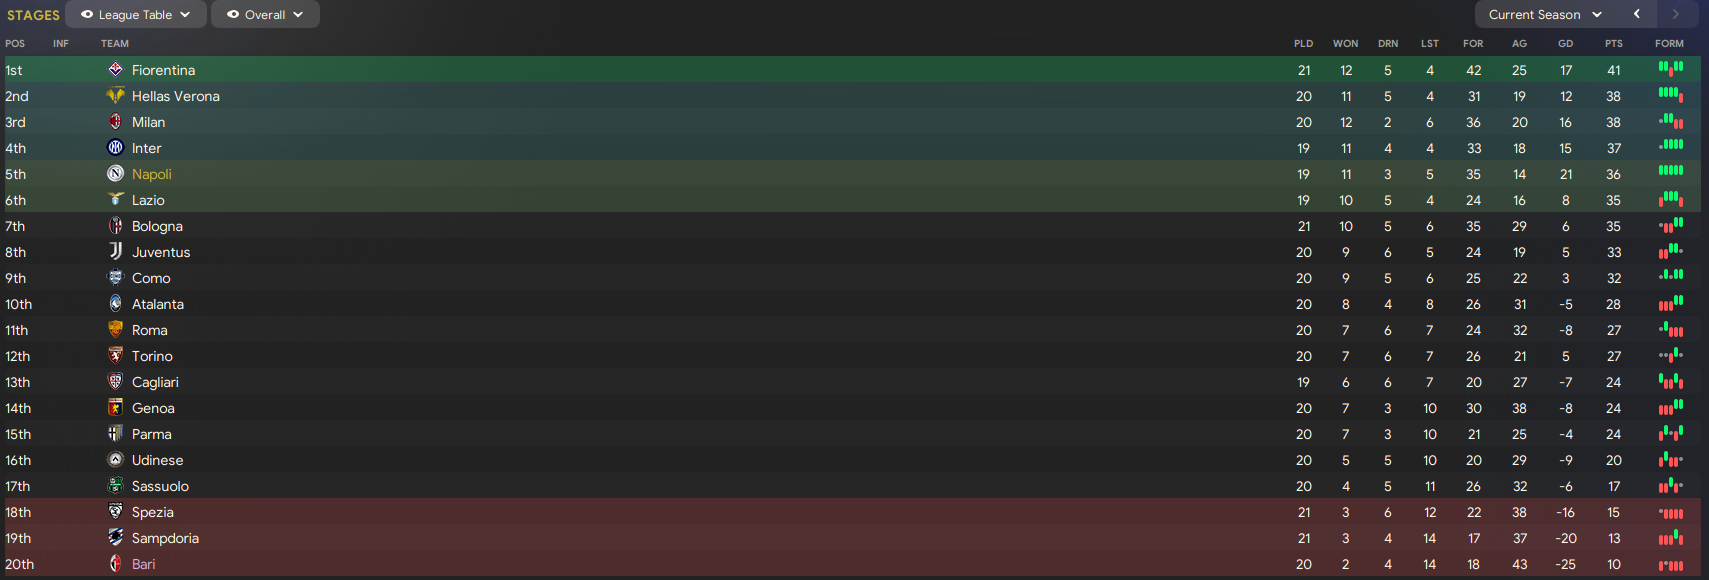 STAGES League Table Overall Current Season
POS INF TEAM PLD WON DRN LST FOR AG GD PTS FORM
1st Fiorentina 21 12 5 4 42 25 17 41
2nd Hellas Verona 20 11 5 4 31 19 12 38
3rd Milan 20 12 2 6 36 20 16 38
4th Inter 19 11 4 4 33 18 15 37
5th Napoli 19 11 3 5 35 14 21 36
6th Lazio 19 10 5 4 24 16 8 35
7th Bologna 21 10 5 6 35 29 6 35
8th Juventus 20 9 6 5 24 19 5 33
9th Como 20 9 5 6 25 22 3 32
10th Atalanta 20 8 4 8 26 31 -5 28
11th Roma 20 7 6 7 24 32 -8 27
12th Torino 20 7 6 7 26 21 5 27
13th Cagliari 19 6 6 7 20 27 -7 24
14th Genoa 20 7 3 10 30 38 -8 24
15th Parma 20 7 3 10 21 25 -4 24
16th Udinese 20 5 5 10 20 29 -9 20
17th Sassuolo 20 4 5 11 26 32 -6 17
18th Spezia 21 3 6 12 22 38 -16 15
19th Sampdoria 21 3 4 14 17 37 -20 13
20th Bari 20 2 4 14 18 43 -25 10